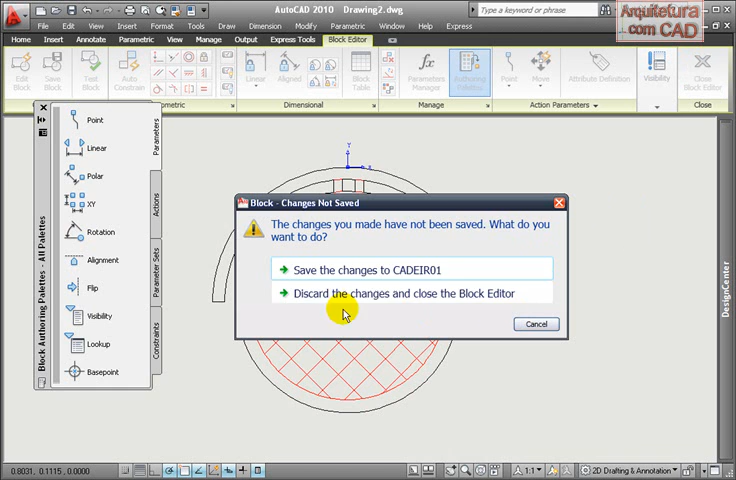 AutoCAD 2010 Drawing2.dwg
Type a keyword or phrase
Arquitetura
com CAD
File Edit View Insert Format Tools Draw Dimension Modify Window Help Express
Home Insert Annotate Parametric View Manage Output Express Tools Block Editor
Edit Block
Save Block
Test Block
Auto Constrain
Linear
Aligned
Block Table
Parameters Manager
Authoring Palettes
Point
Move
Attribute Definition
Visibility
Close Block Editor
Geometric
Dimensional
Manage
Action Parameters
Close
Block Authoring Palettes - All Palettes
Point
Linear
Polar
XY
Rotation
Alignment
Flip
Visibility
Lookup
Basepoint
Parameters
Actions
Parameter Sets
Constraints
Y
X
Block - Changes Not Saved
The changes you made have not been saved. What do you
want to do?
Save the changes to CADEIR01
Discard the changes and close the Block Editor
Cancel
DesignCenter
0.8031, 0.1115, 0.0000
1:1
2D Drafting & Annotation